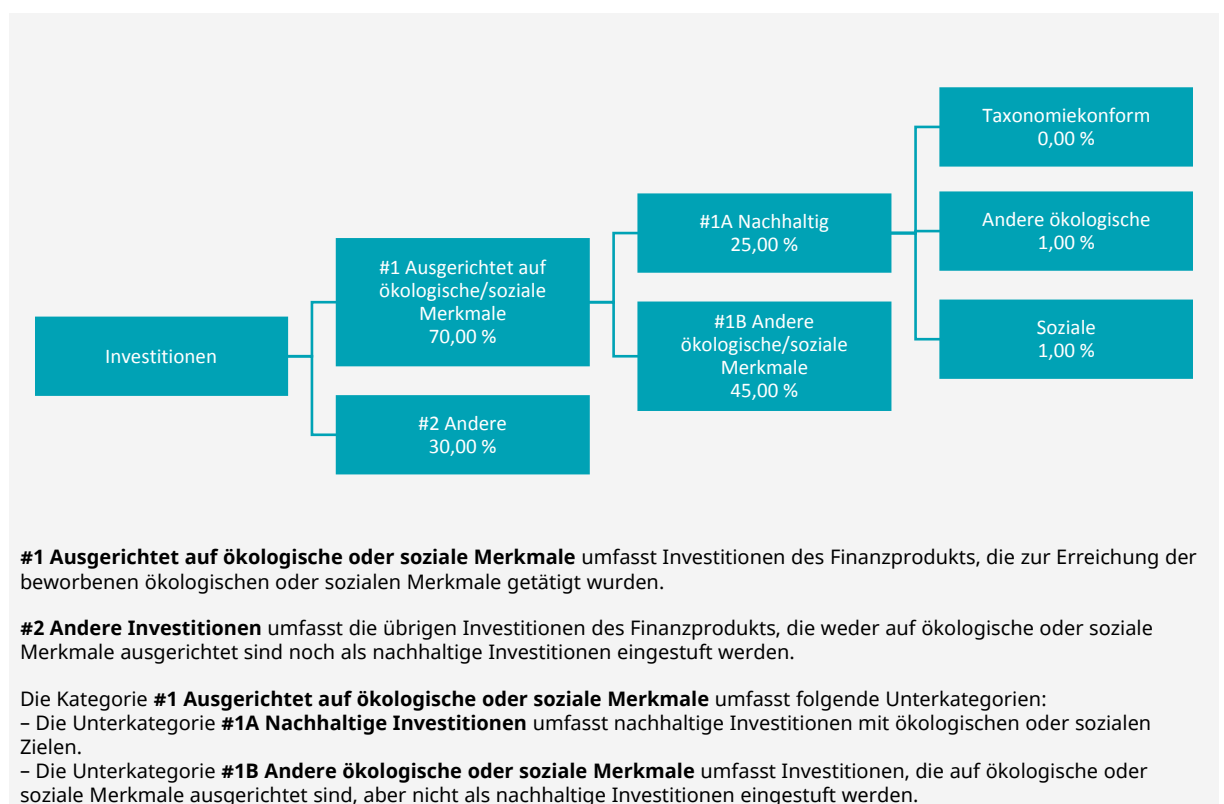 Investitionen
#1 Ausgerichtet auf
ökologische/soziale
Merkmale
70,00 %
#2 Andere
30,00 %
#1A Nachhaltig
25,00 %
#1B Andere
ökologische/soziale
Merkmale
45,00 %
Taxonomiekonform
0,00 %
Andere ökologische
1,00 %
Soziale
1,00 %
#1 Ausgerichtet auf ökologische oder soziale Merkmale umfasst Investitionen des Finanzprodukts, die zur Erreichung der
beworbenen ökologischen oder sozialen Merkmale getätigt wurden.
#2 Andere Investitionen umfasst die übrigen Investitionen des Finanzprodukts, die weder auf ökologische oder soziale
Merkmale ausgerichtet sind noch als nachhaltige Investitionen eingestuft werden.
Die Kategorie #1 Ausgerichtet auf ökologische oder soziale Merkmale umfasst folgende Unterkategorien:
– Die Unterkategorie #1A Nachhaltige Investitionen umfasst nachhaltige Investitionen mit ökologischen oder sozialen
Zielen.
– Die Unterkategorie #1B Andere ökologische oder soziale Merkmale umfasst Investitionen, die auf ökologische oder
soziale Merkmale ausgerichtet sind, aber nicht als nachhaltige Investitionen eingestuft werden.